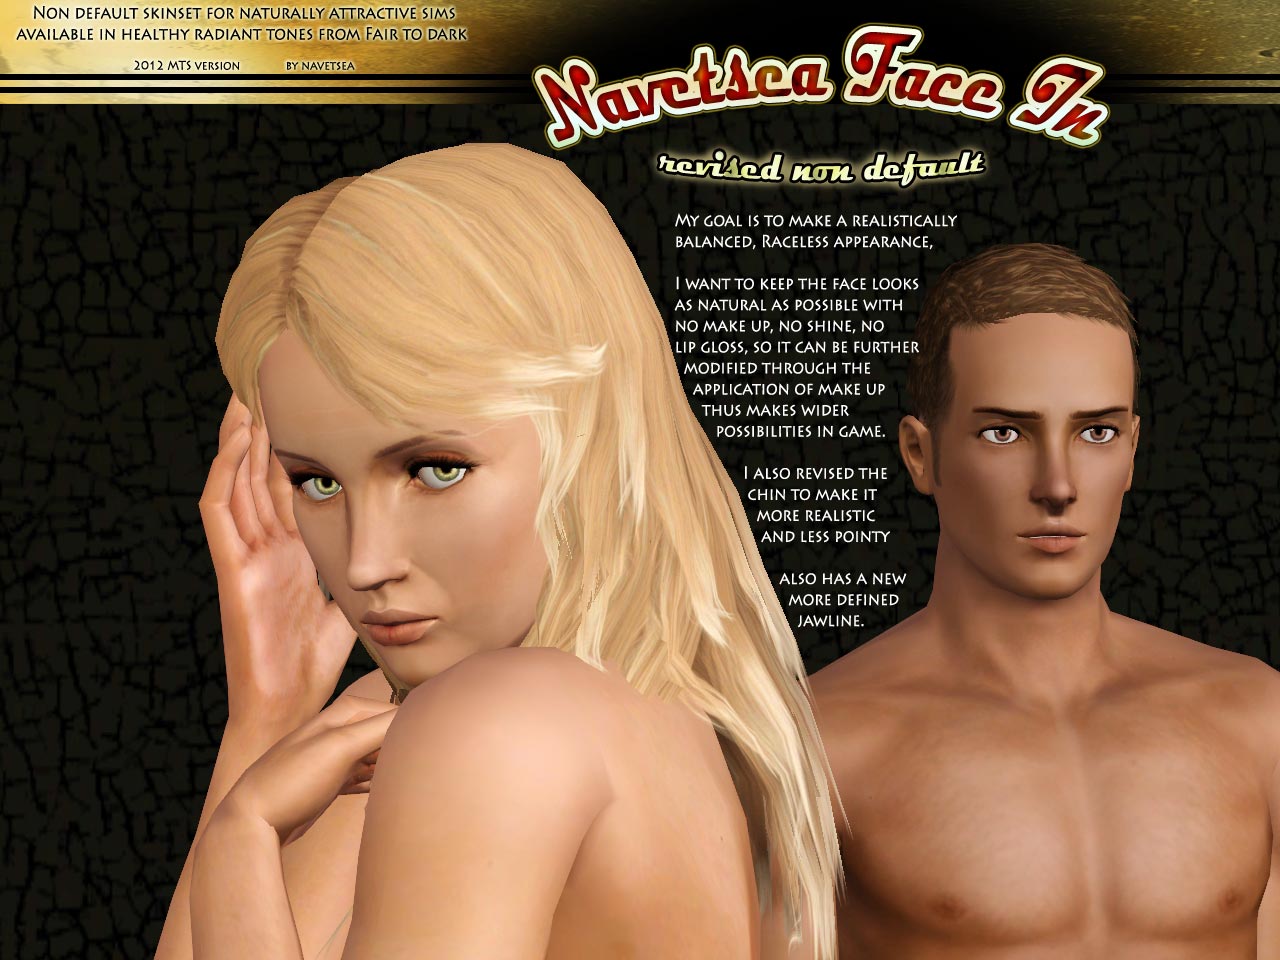 Non default skinset for naturally attractive sims
available in healthy radiant tones from Fair to dark
2012 MTS version by navetsea
Navetsea Face In
revised non default
My goal is to make a realistically
balanced, Raceless appearance,
I want to keep the face looks
as natural as possible with
no make up, no shine, no
lip gloss, so it can be further
modified through the
application of make up
thus makes wider
possibilities in game.
I also revised the
chin to make it
more realistic
and less pointy
also has a new
more defined
jawline.